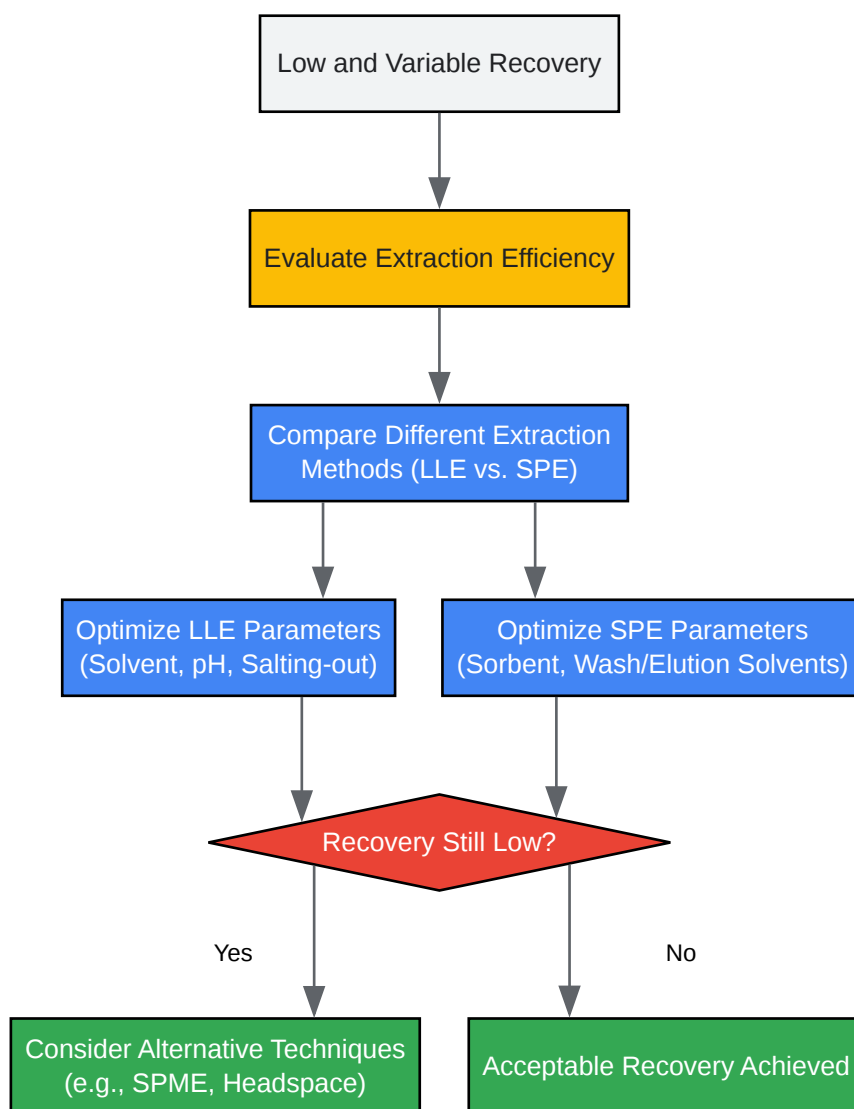 Low and Variable Recovery
Evaluate Extraction Efficiency
Compare Different Extraction
Methods (LLE vs. SPE)
Optimize LLE Parameters
(Solvent, pH, Salting-out)
Optimize SPE Parameters
(Sorbent, Wash/Elution Solvents)
Recovery Still Low?
Yes
No
Consider Alternative Techniques
(e.g., SPME, Headspace)
Acceptable Recovery Achieved